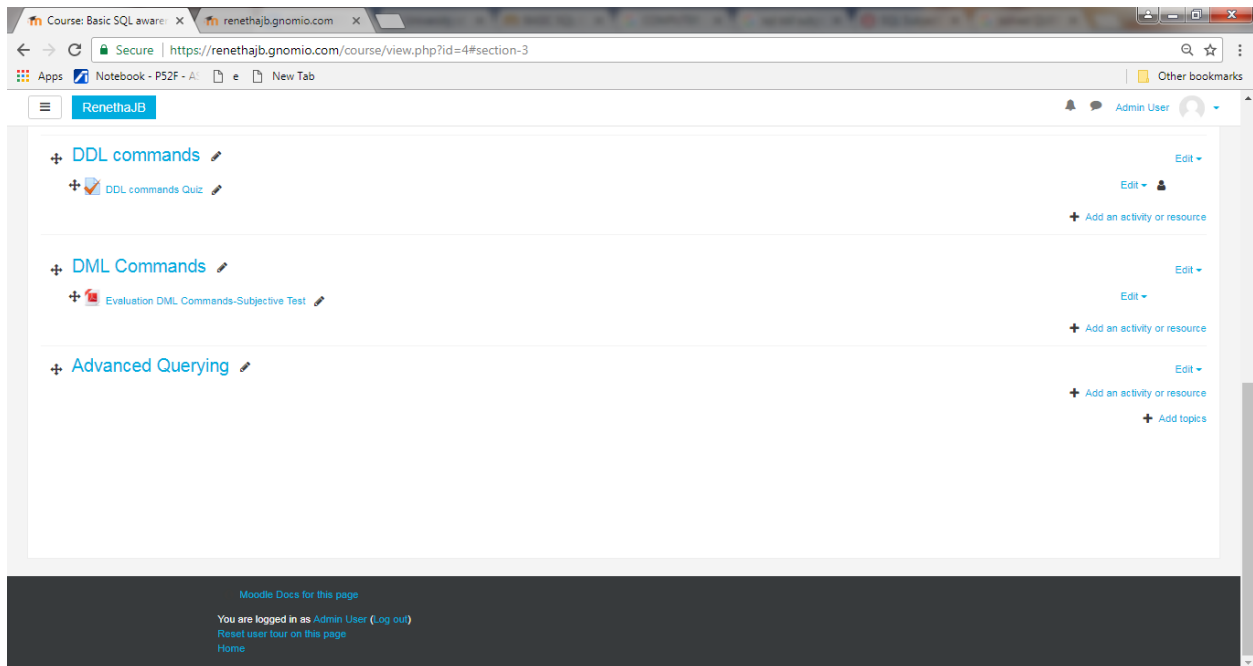 Course: Basic SQL aware
renethajb.gnomio.com
Secure | https://renethajb.gnomio.com/course/view.php?id=4#section-3
Apps Notebook - P52F - A e New Tab Other bookmarks
RenethaJB Admin User
DDL commands Edit
DDL commands Quiz Edit
Add an activity or resource
DML Commands Edit
Evaluation DML Commands-Subjective Test Edit
Add an activity or resource
Advanced Querying Edit
Add an activity or resource
Add topics
Moodle Docs for this page
You are logged in as Admin User (Log out)
Reset user tour on this page
Home